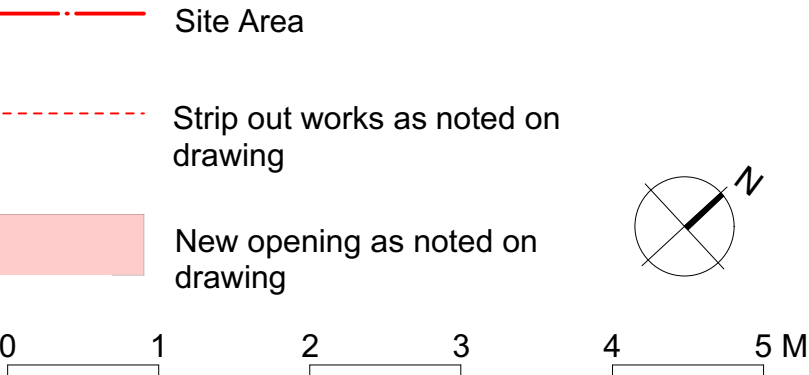 Site Area
Strip out works as noted on
drawing
N
New opening as noted on
drawing
0 1 2 3 4 5 M